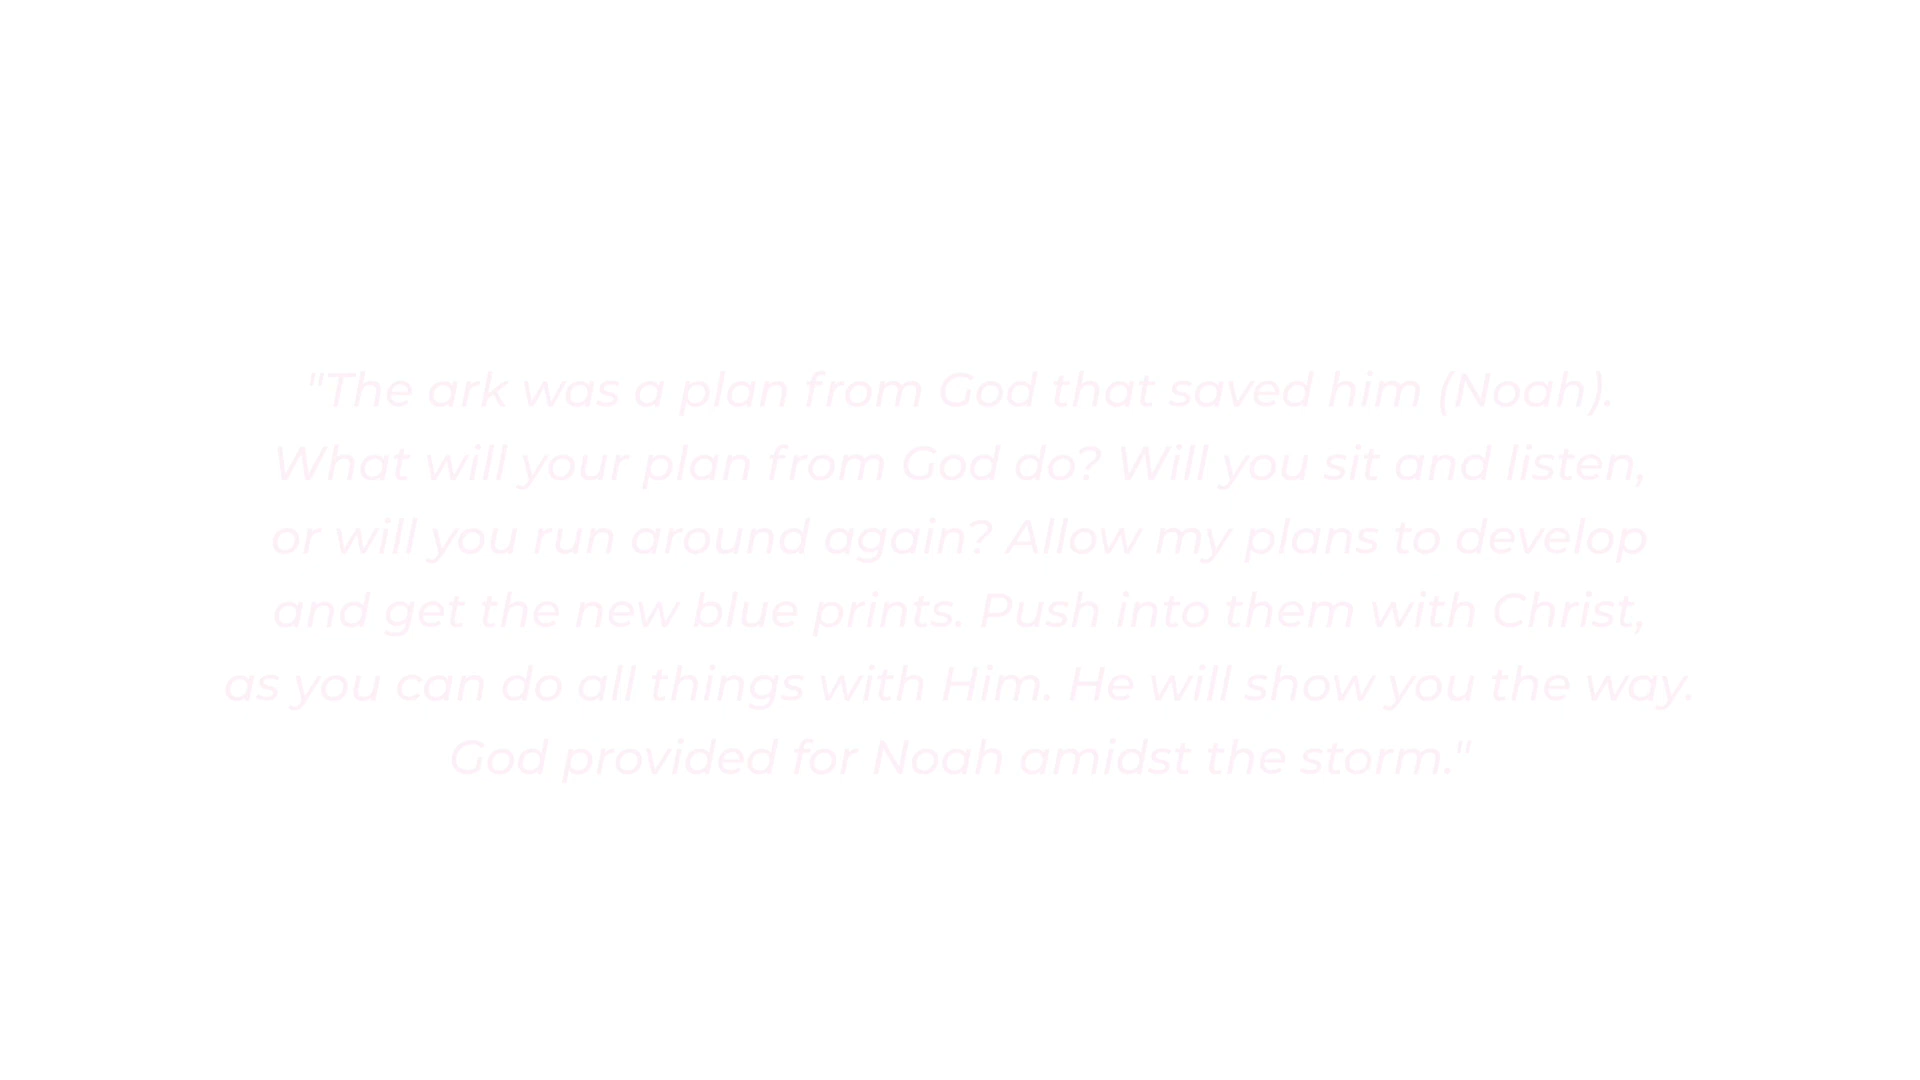 "The ark was a plan from God that saved him (Noah).
What will your plan from God do? Will you sit and listen,
or will you run around again? Allow my plans to develop
and get the new blue prints. Push into them with Christ,
as you can do all things with Him. He will show you the way.
God provided for Noah amidst the storm."